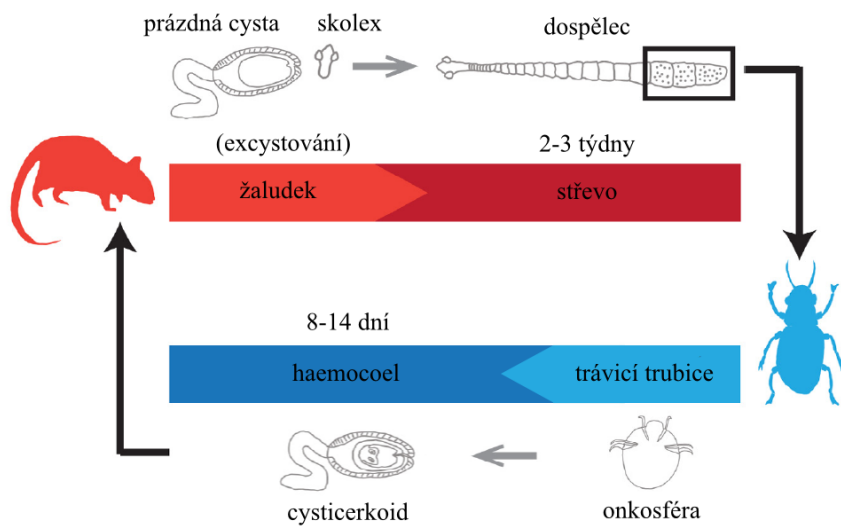 prázdná cysta
skolex
dospělec
(excystování)
2-3 týdny
žaludek
střevo
8-14 dní
haemocoel
trávicí trubice
cysticerkoid
onkosféra